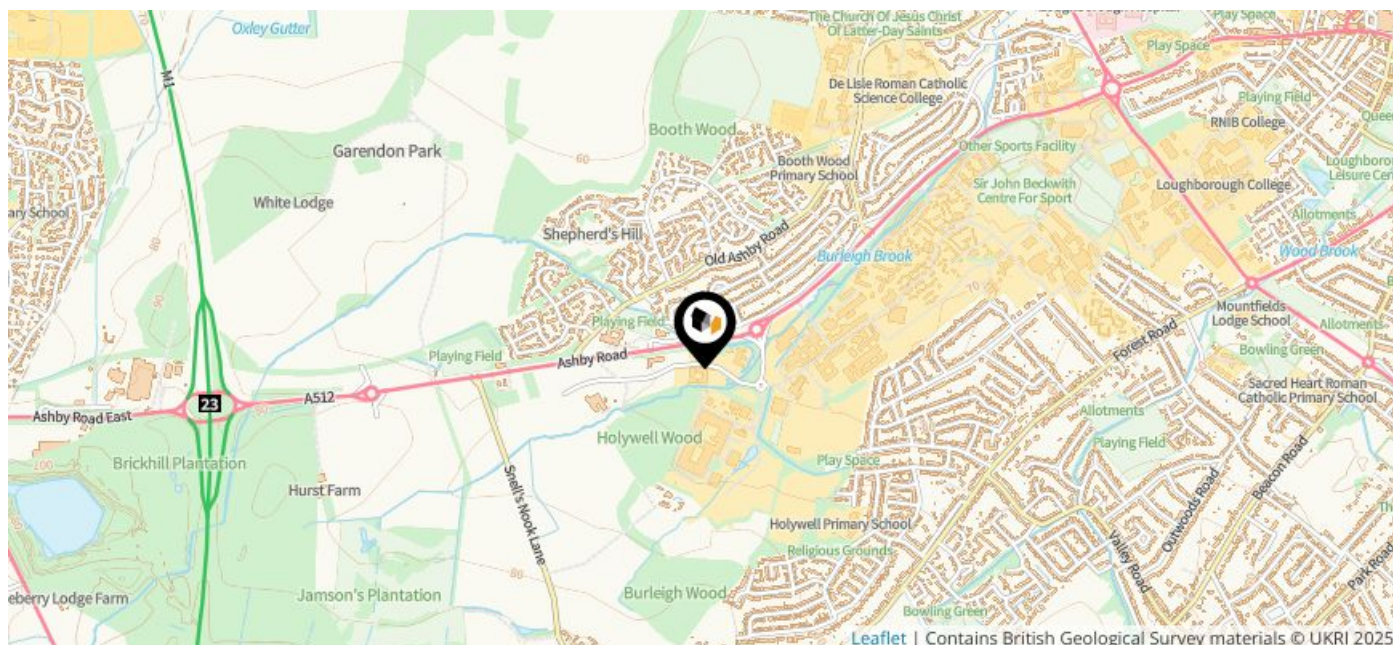 Oxley Gutter
70
M1
The Church Of Jesus Christ
Of Latter-Day Saints
Play Space
Play Space
De Lisle Roman Catholic
Science College
Playing Field
RNIB College
Booth Wood
Garendon Park
60
Other Sports Facility
Booth Wood
Primary School
Sir John Beckwith
Centre For Sport
Loughborough College
White Lodge
ary School
80
60
Allotments
Shepherd's Hill
Old Ashby Road
Burleigh Brook
Wood Brook
70
Mountfields
Lodge School
Playing Field
Allotments
Forest Road
Bowling Green
Playing Field
Ashby Road
Sacred Heart Roman
Catholic Primary School
23
A512
Ashby Road East
Allotments
Holywell Wood
Playing Field
Brickhill Plantation
100
Play Space
Hurst Farm
Snell's Nook Lane
Beacon Road
Outwoods Road
Holywell Primary School
Religious Grounds
Valley Road
Park Road
80
eberry Lodge Farm
Jamson's Plantation
Burleigh Wood
Bowling Green
Leaflet | Contains British Geological Survey materials © UKRI 2025